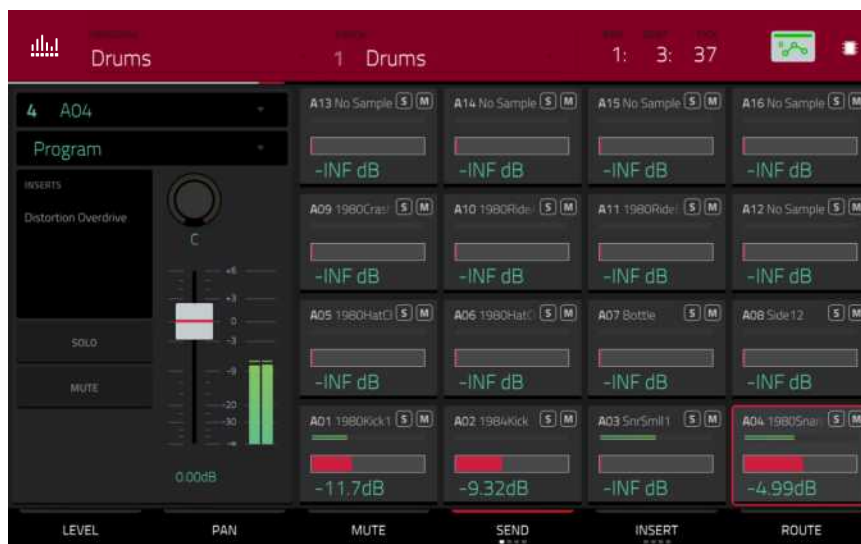 Drums
1 Drums
1: 3: 37
4 A04
Program
INSERTS
Distortion Overdrive
C
+6
+3
0
-3
-9
-20
-30
-∞
SOLO
MUTE
0.00dB
A13 No Sample S M
-INF dB
A14 No Sample S M
-INF dB
A15 No Sample S M
-INF dB
A16 No Sample S M
-INF dB
A09 1980Cras S M
-INF dB
A10 1980Ride S M
-INF dB
A11 1980Ride S M
-INF dB
A12 No Sample S M
-INF dB
A05 1980HatCl S M
-INF dB
A06 1980HatC S M
-INF dB
A07 Bottle S M
-INF dB
A08 Side12 S M
-INF dB
A01 1980Kick1 S M
-11.7dB
A02 1984Kick S M
-9.32dB
A03 SnrSmll1 S M
-INF dB
A04 1980Snar S M
-4.99dB
LEVEL PAN MUTE SEND INSERT ROUTE